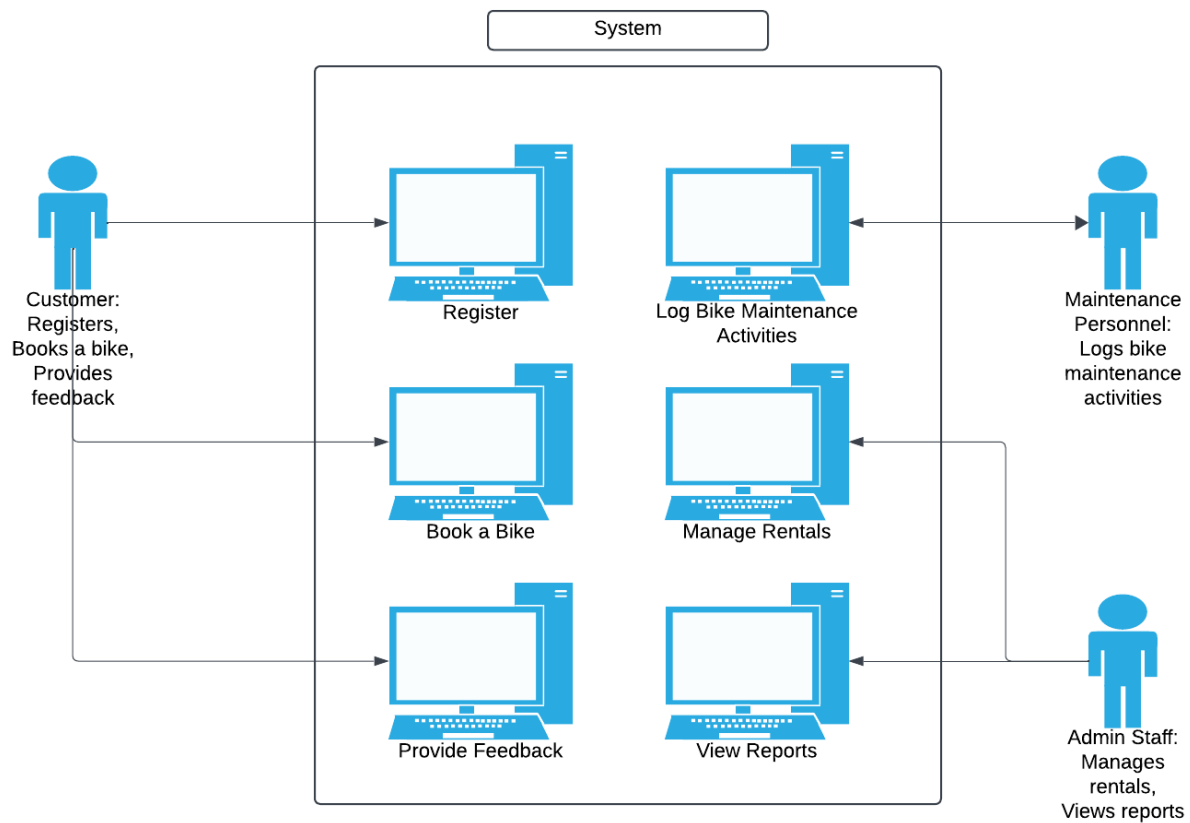 System
Customer:
Registers,
Books a bike,
Provides
feedback
Register
Log Bike Maintenance
Activities
Maintenance
Personnel:
Logs bike
maintenance
activities
Book a Bike
Manage Rentals
Provide Feedback
View Reports
Admin Staff:
Manages
rentals,
Views reports